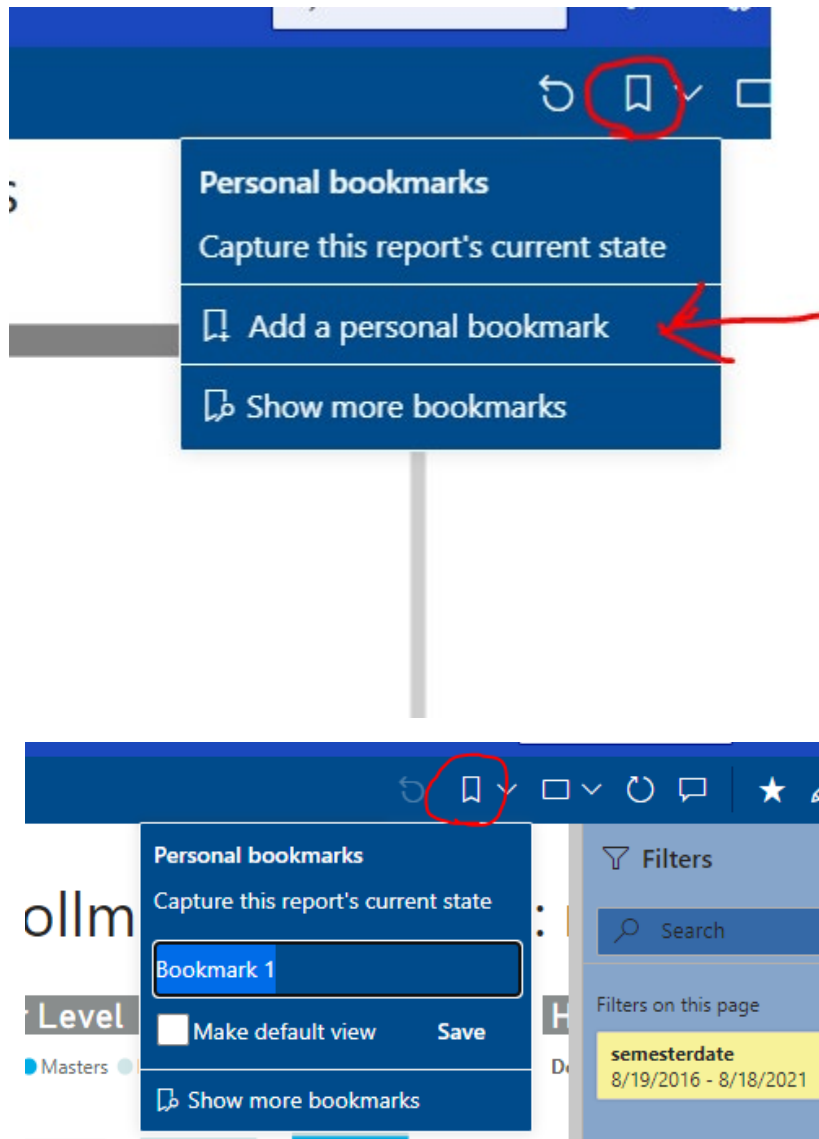 Personal bookmarks
Capture this report's current state
Add a personal bookmark
Show more bookmarks
Personal bookmarks
Filters
Capture this report's current state
ollm
:
Search
Bookmark 1
Level
H
Filters on this page
Make default view Save
Masters
semesterdate
8/19/2016 - 8/18/2021
Show more bookmarks